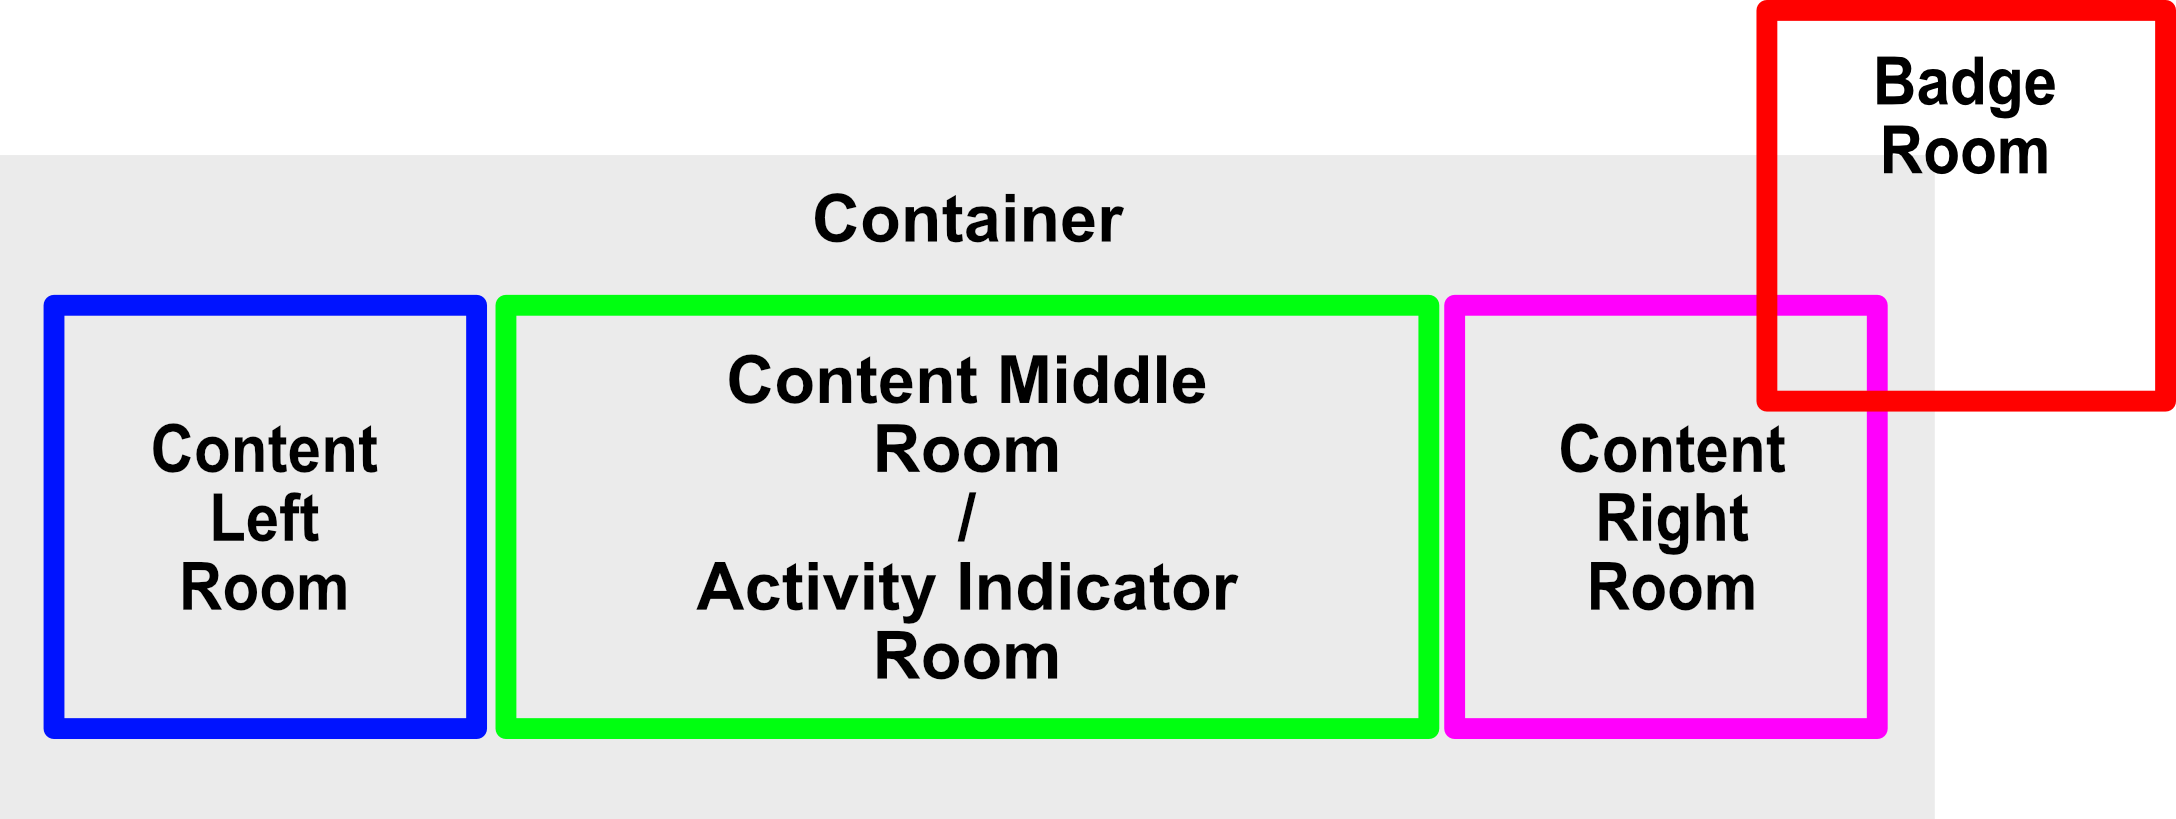 Badge
Room
Container
Content
Left
Room
Content Middle
Room
/
Activity Indicator
Room
Content
Right
Room